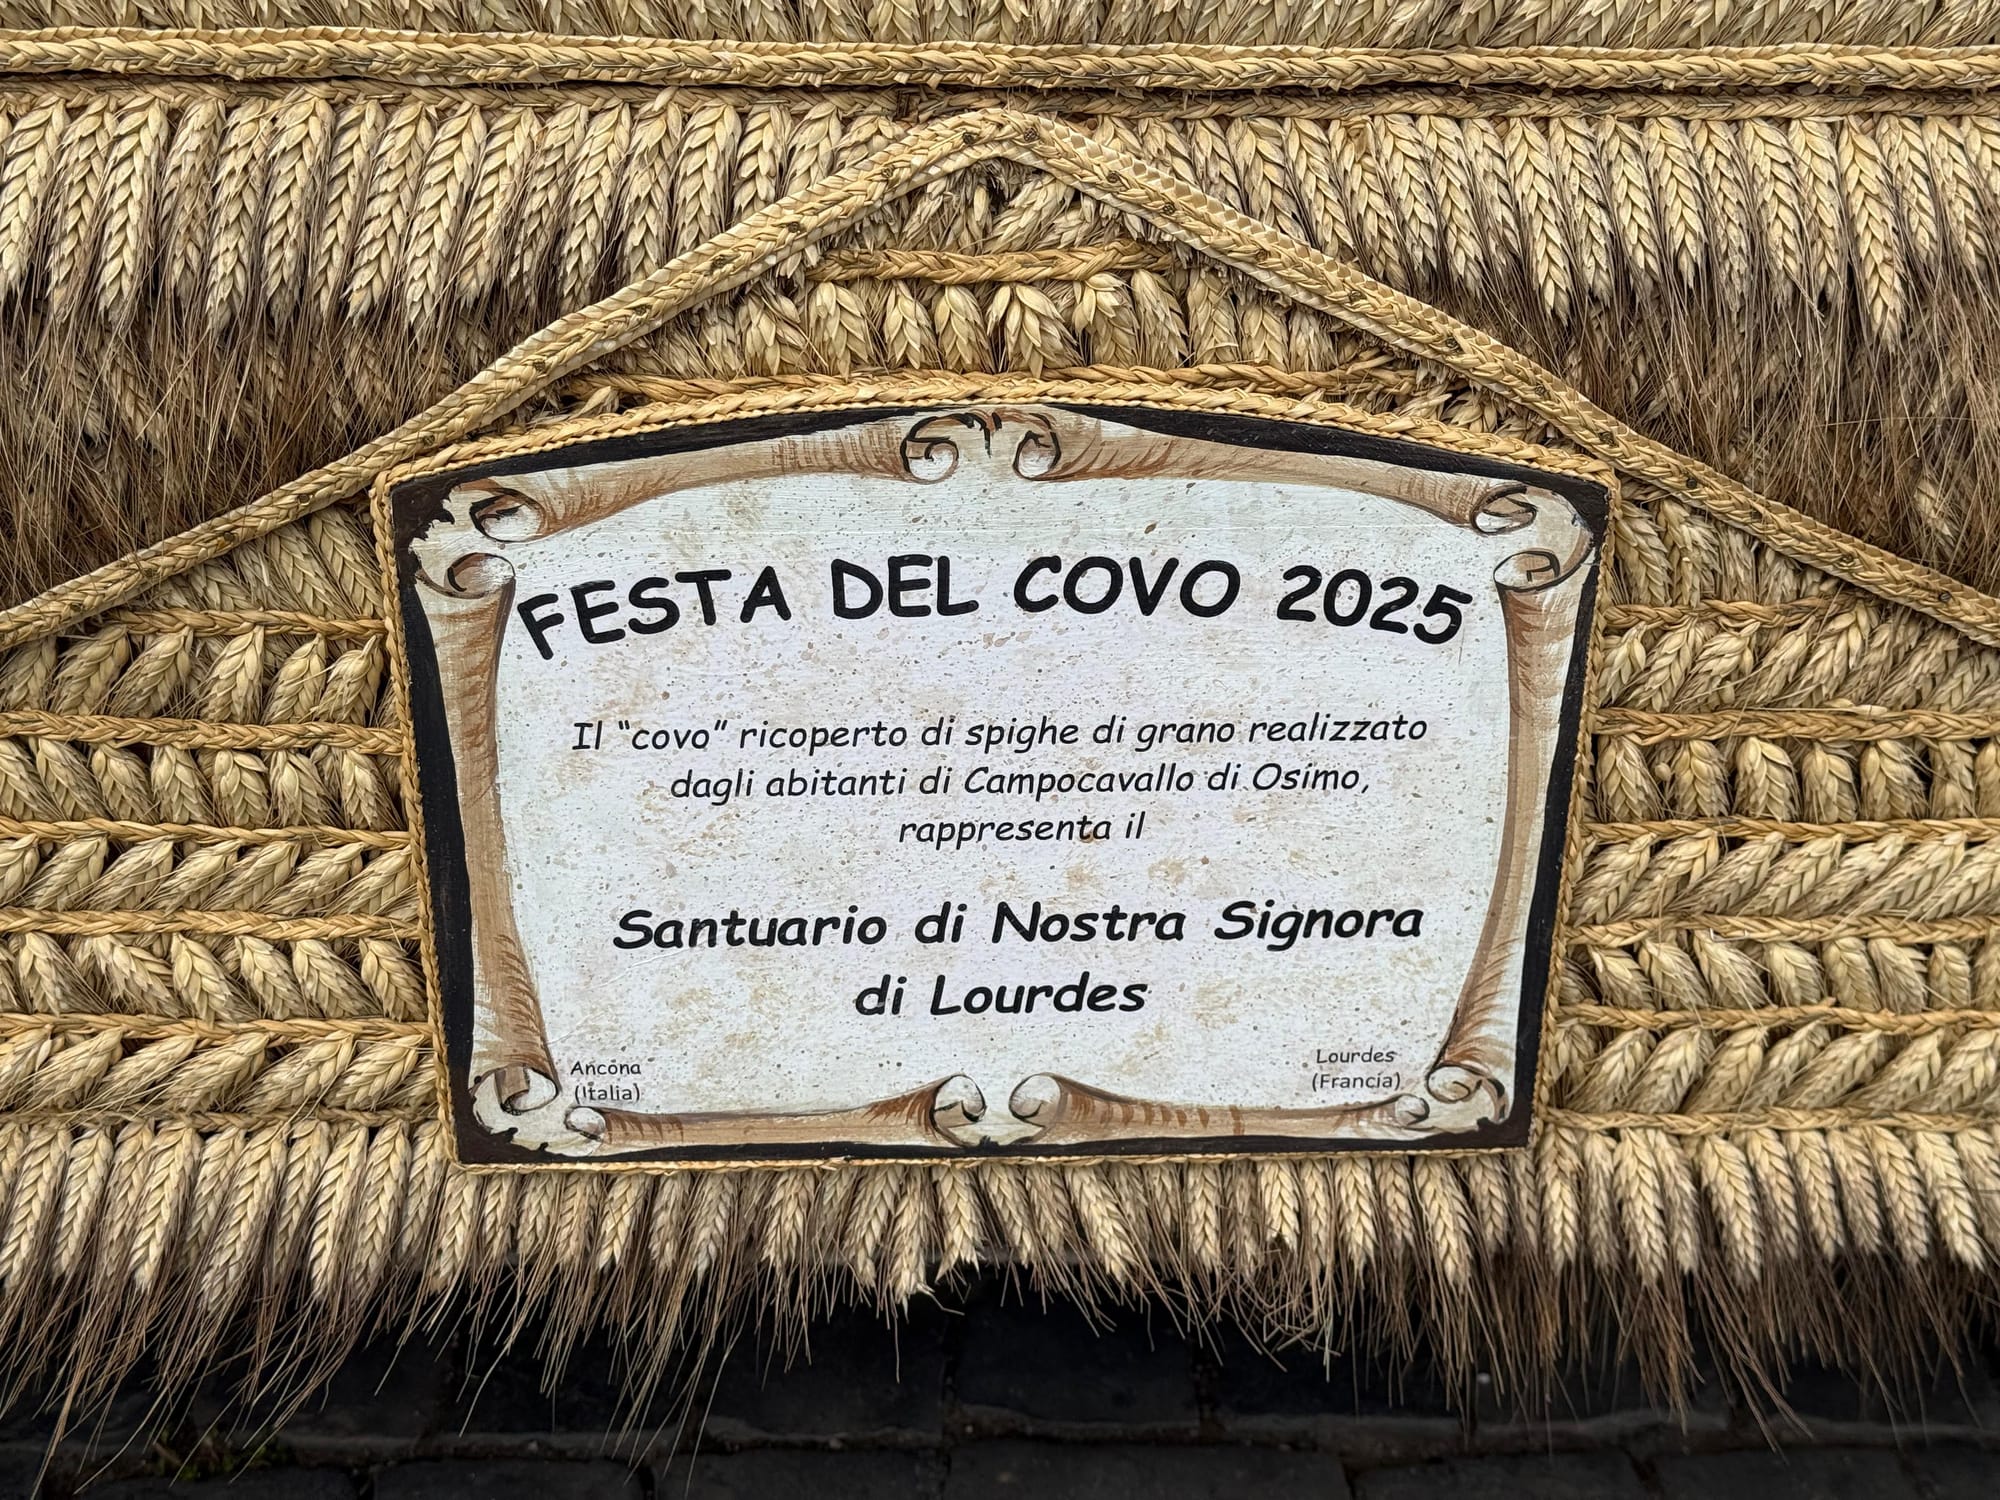 FESTA DEL COVO 2025
Il “covo” ricoperto di spighe di grano realizzato
dagli abitanti di Campocavallo di Osimo,
rappresenta il
Santuario di Nostra Signora
di Lourdes
Ancona
(Italia)
Lourdes
(Francia)